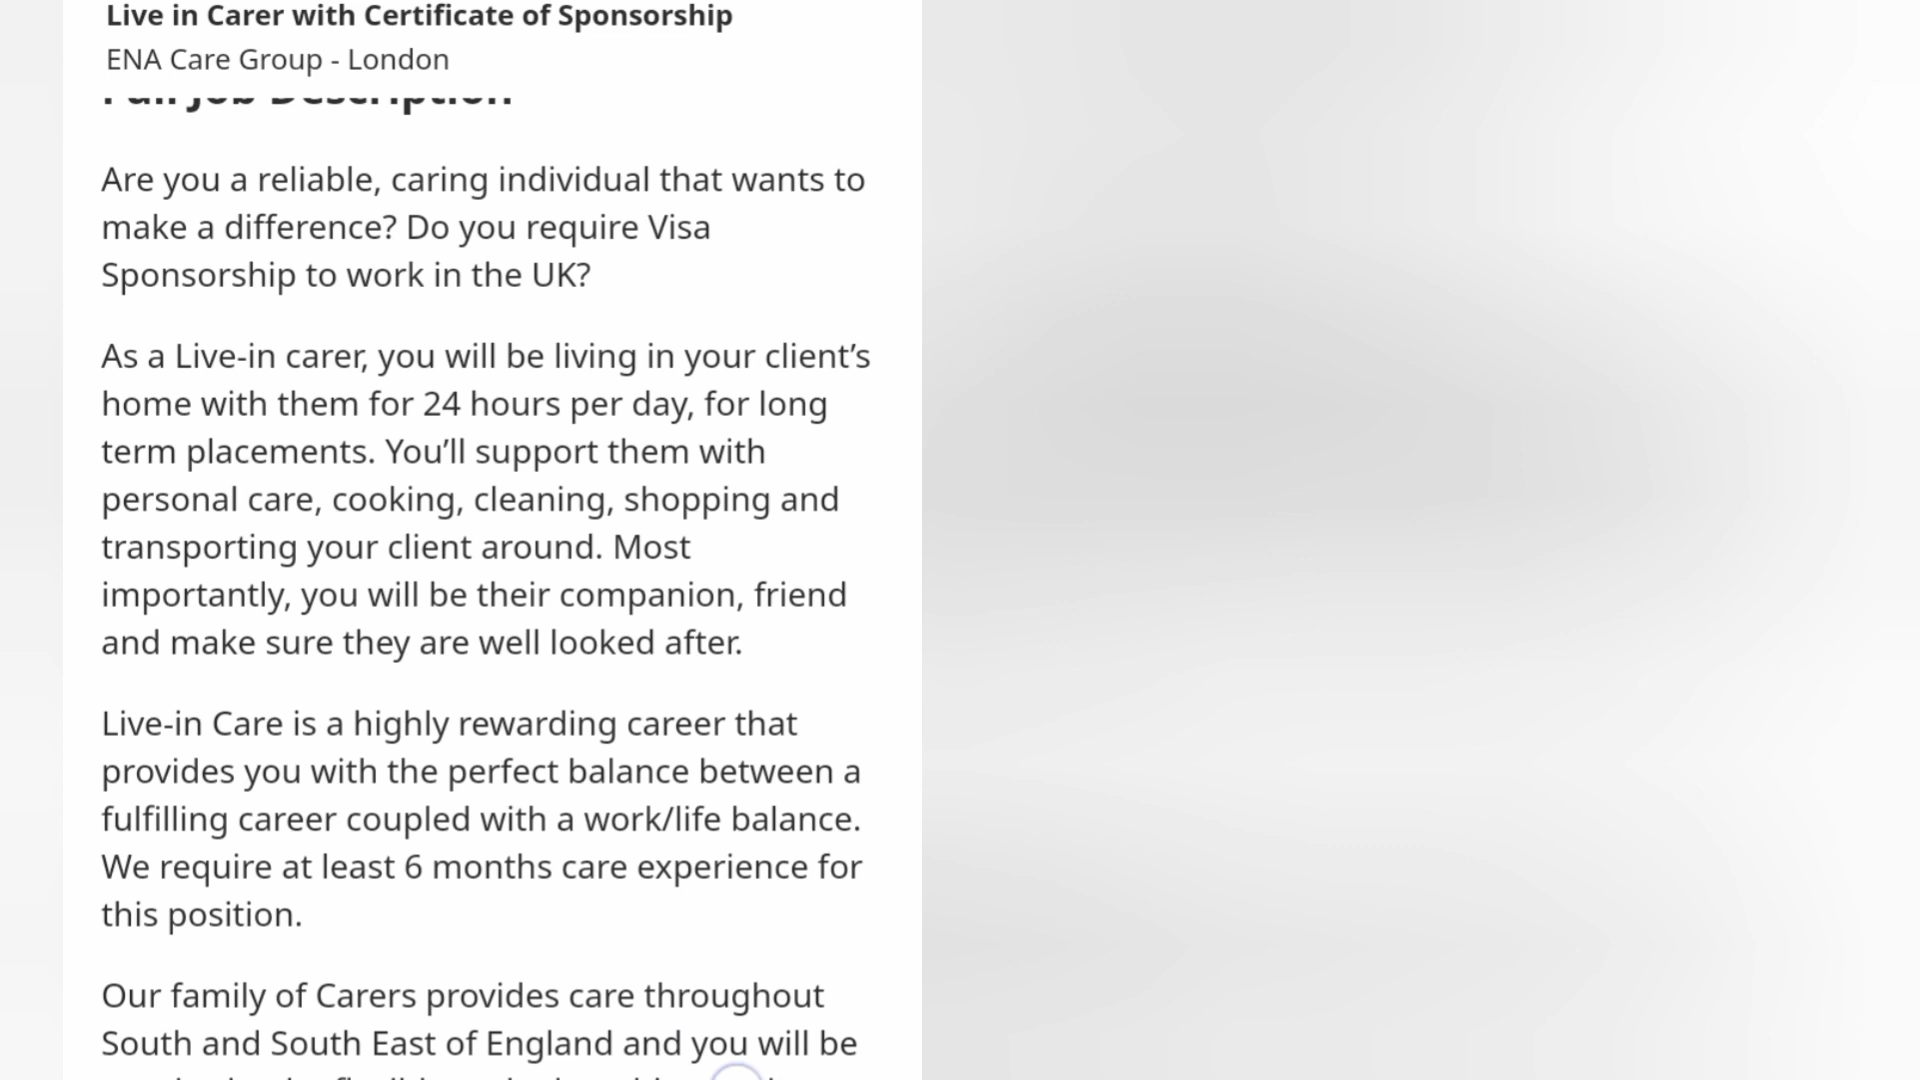 Live in Carer with Certificate of Sponsorship
ENA Care Group - London
Full Job Description
Are you a reliable, caring individual that wants to
make a difference? Do you require Visa
Sponsorship to work in the UK?
As a Live-in carer, you will be living in your client’s
home with them for 24 hours per day, for long
term placements. You’ll support them with
personal care, cooking, cleaning, shopping and
transporting your client around. Most
importantly, you will be their companion, friend
and make sure they are well looked after.
Live-in Care is a highly rewarding career that
provides you with the perfect balance between a
fulfilling career coupled with a work/life balance.
We require at least 6 months care experience for
this position.
Our family of Carers provides care throughout
South and South East of England and you will be